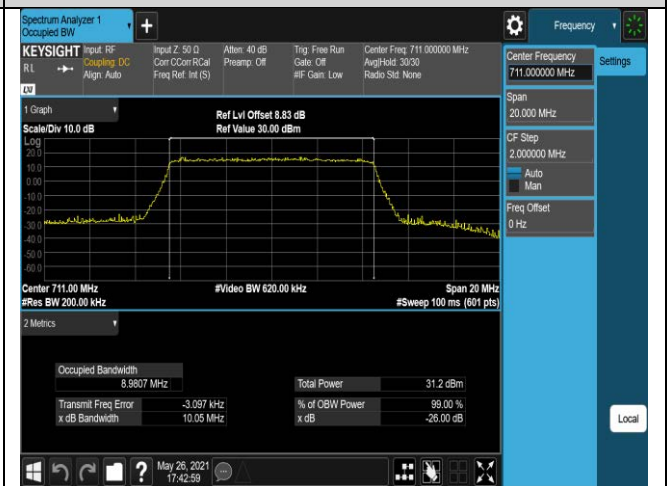 Spectrum Analyzer 1
Occupied BW
+
Frequency
KEYSIGHT Input: RF
RL
Coupling: DC
Align: Auto
Input Z: 50 Ω
Corr CCorr RCal
Freq Ref: Int (S)
Atten: 40 dB
Preamp: Off
Trig: Free Run
Gate: Off
#IF Gain: Low
Center Freq: 711.000000 MHz
Avg|Hold: 30/30
Radio Std: None
LXI
1 Graph
Scale/Div 10.0 dB
Ref Lvl Offset 8.83 dB
Ref Value 30.00 dBm
Log
20.0
10.0
0.00
-10.0
-20.0
-30.0
-40.0
-50.0
-60.0
Center 711.00 MHz
#Res BW 200.00 kHz
#Video BW 620.00 kHz
Span 20 MHz
#Sweep 100 ms (601 pts)
2 Metrics
Occupied Bandwidth
8.9807 MHz
Total Power 31.2 dBm
Transmit Freq Error -3.097 kHz
% of OBW Power 99.00 %
x dB Bandwidth 10.05 MHz
x dB -26.00 dB
Center Frequency
711.000000 MHz
Settings
Span
20.000 MHz
CF Step
2.000000 MHz
Auto
Man
Freq Offset
0 Hz
Local
?
May 26, 2021
17:42:59